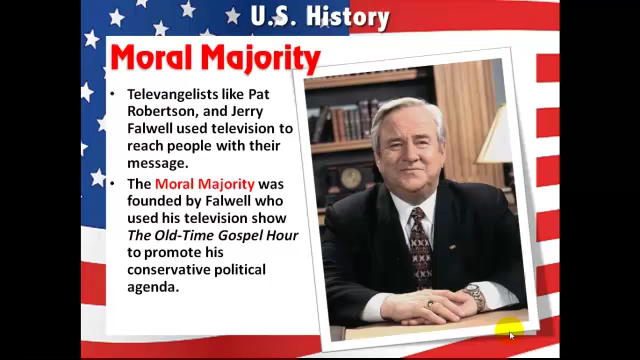 U.S. History
Moral Majority
• Televangelists like Pat
Robertson, and Jerry
Falwell used television to
reach people with their
message.
• The Moral Majority was
founded by Falwell who
used his television show
The Old-Time Gospel Hour
to promote his
conservative political
agenda.